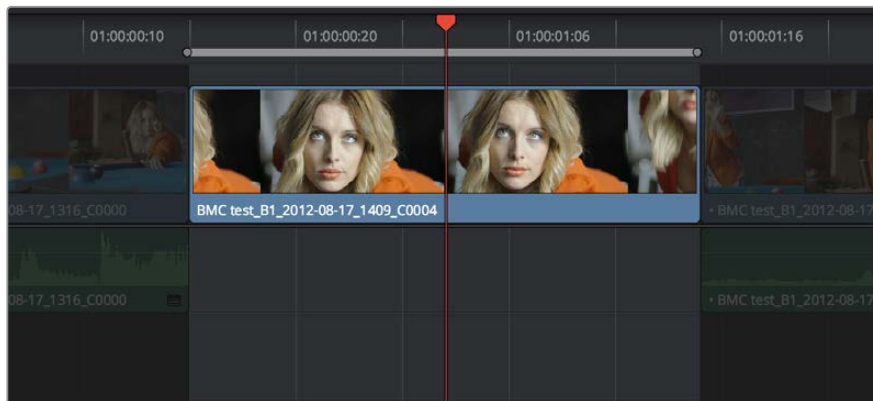 01:00:00:10 01:00:00:20 01:00:01:06 01:00:01:16
08-17_1316_C0000 BMC test_B1_2012-08-17_1409_C0004 • BMC test_B1_2012-08-17
08-17_1316_C0000 • BMC test_B1_2012-08-17